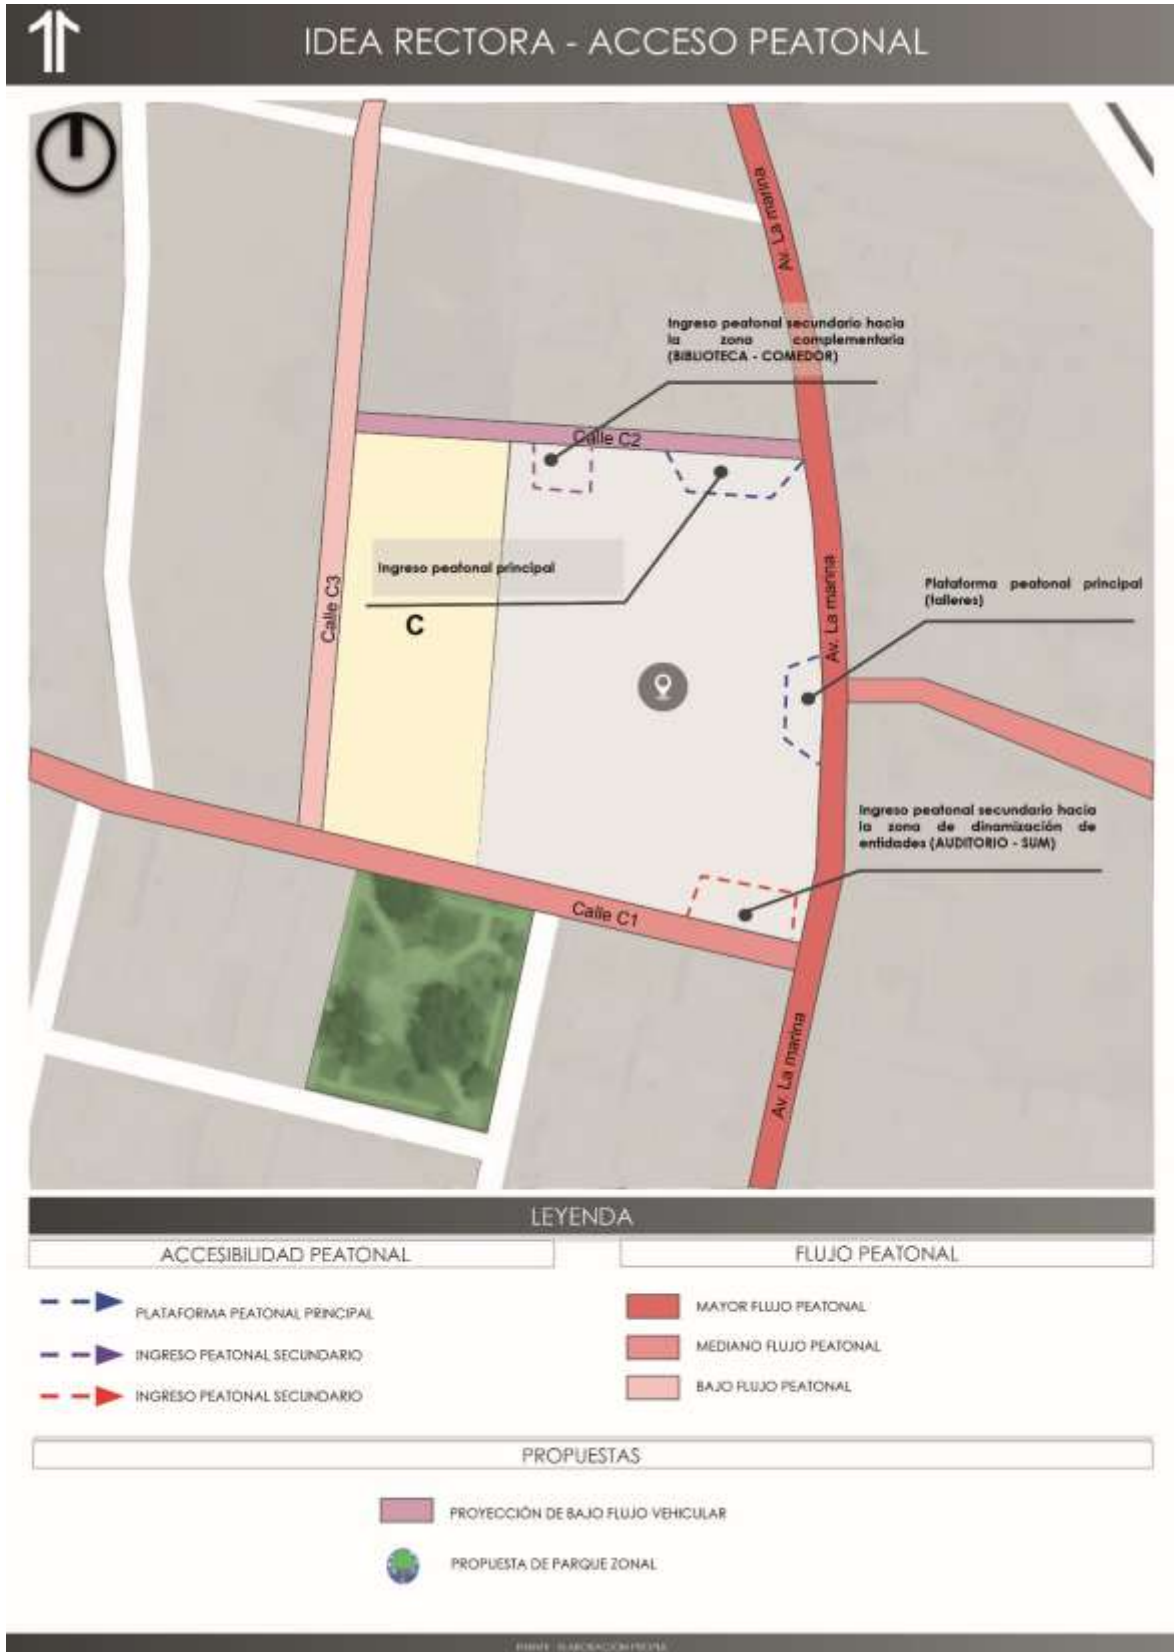 IDEA RECTORA - ACCESO PEATONAL
Av. La marina
Ingreso peatonal secundario hacia
la zona complementaria
(BIBLIOTECA - COMEDOR)
Calle C2
Ingreso peatonal principal
C
Calle C3
Av. La marina
Plataforma peatonal principal
(talleres)
Ingreso peatonal secundario hacia
la zona de dinamización de
entidades (AUDITORIO - SUM)
Calle C1
Av. La marina
LEYENDA
ACCESIBILIDAD PEATONAL
PLATAFORMA PEATONAL PRINCIPAL
INGRESO PEATONAL SECUNDARIO
INGRESO PEATONAL SECUNDARIO
FLUJO PEATONAL
MAYOR FLUJO PEATONAL
MEDIANO FLUJO PEATONAL
BAJO FLUJO PEATONAL
PROPUESTAS
PROYECCIÓN DE BAJO FLUJO VEHICULAR
PROPUESTA DE PARQUE ZONAL